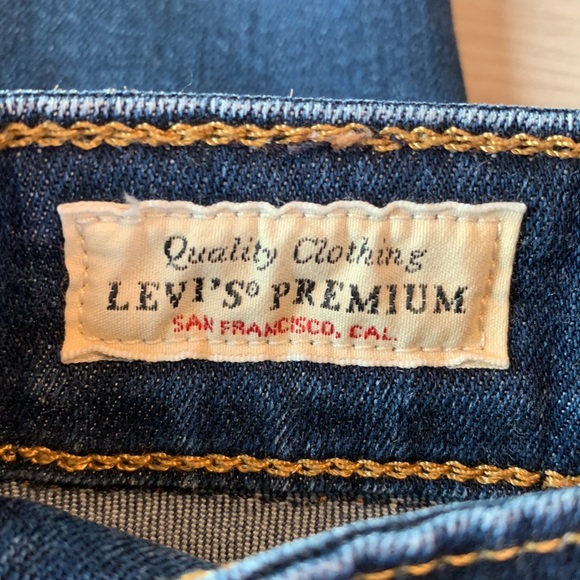 Quality Clothing
LEVI'S® PREMIUM
SAN FRANCISCO, CAL.